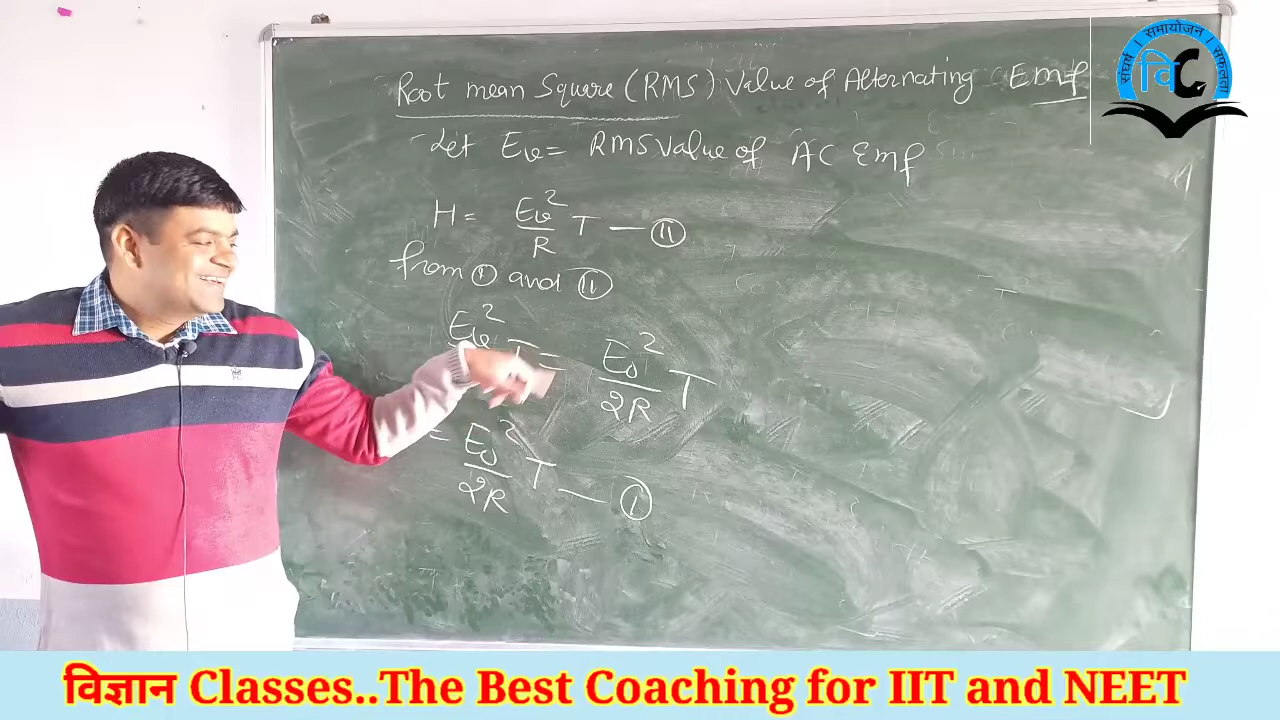 Root mean Square (RMS) Value of Alternating Emf
Let Ev = RMS Value of AC Emf
H = Ev² / R T — (II)
from (I) and (II)
Ev² T = E₀² / 2R T
= E₀² / 2R T — (I)
संघर्ष । समायोजन । सफलता
वि C
विज्ञान Classes..The Best Coaching for IIT and NEET